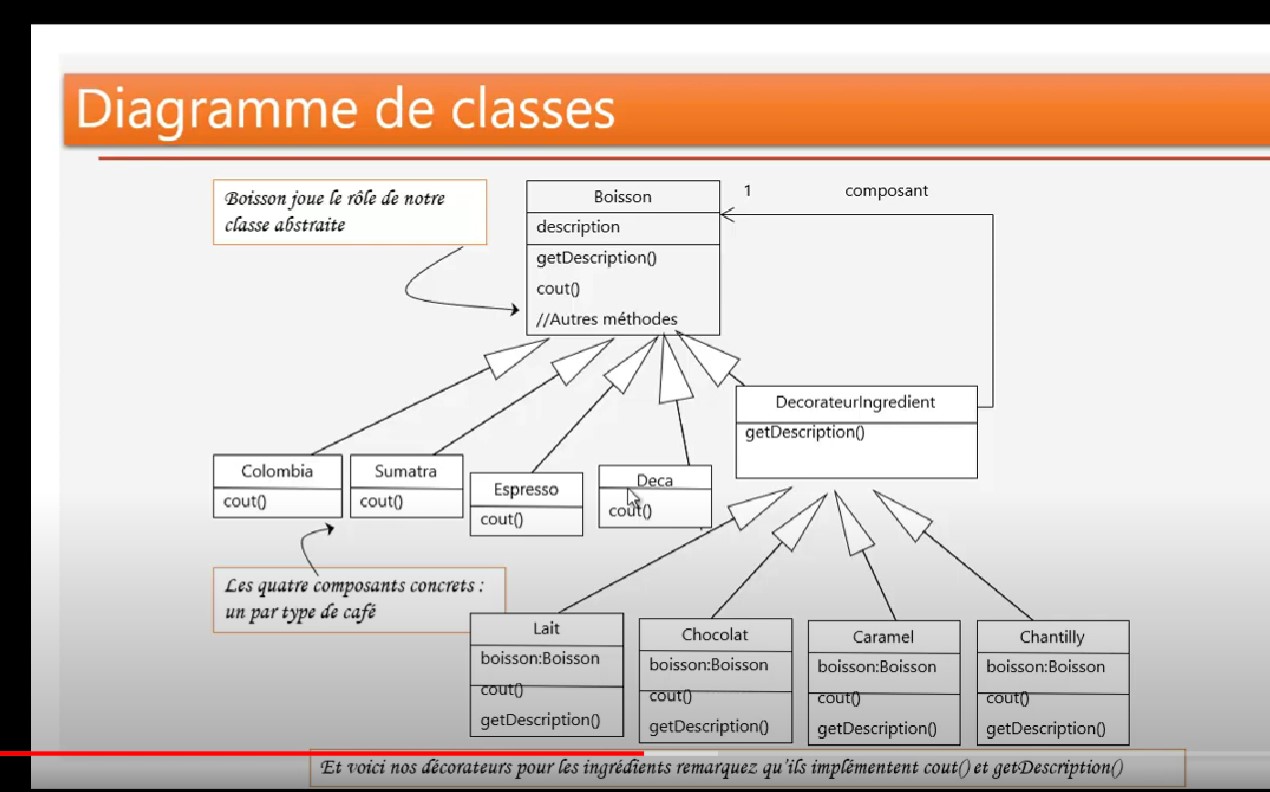 Diagramme de classes
Boisson joue le rôle de notre
classe abstraite
Boisson
description
getDescription()
cout()
//Autres méthodes
1
composant
DecorateurIngredient
getDescription()
Colombia
cout()
Sumatra
cout()
Espresso
cout()
Deca
cout()
Les quatre composants concrets :
un par type de café
Lait
boisson:Boisson
cout()
getDescription()
Chocolat
boisson:Boisson
cout()
getDescription()
Caramel
boisson:Boisson
cout()
getDescription()
Chantilly
boisson:Boisson
cout()
getDescription()
Et voici nos décorateurs pour les ingrédients remarquez qu'ils implémentent cout() et getDescription()